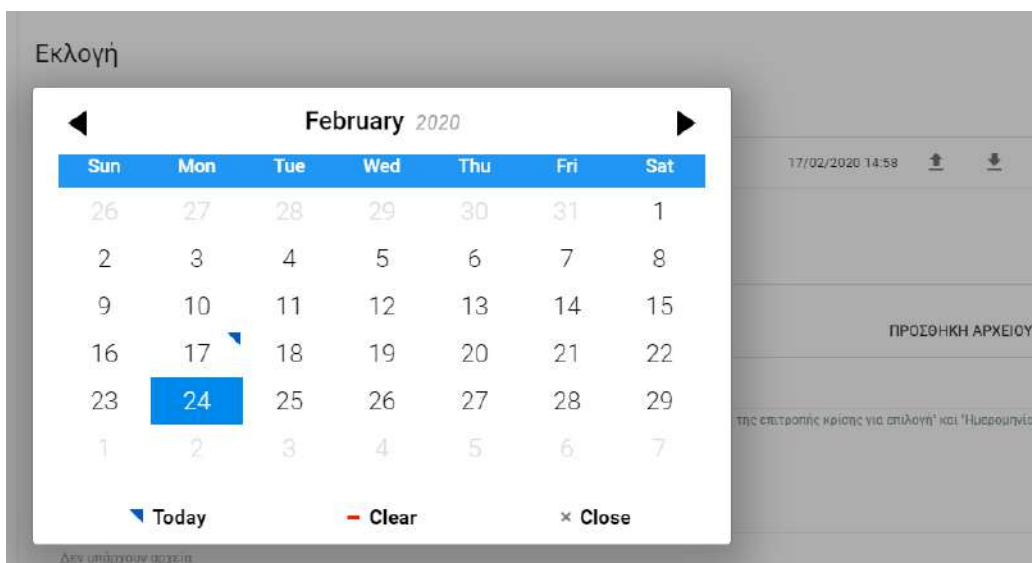 Εκλογή
February 2020
Sun Mon Tue Wed Thu Fri Sat
17/02/2020 14:58
26 27 28 29 30 31 1
2 3 4 5 6 7 8
9 10 11 12 13 14 15
ΠΡΟΣΘΗΚΗ ΑΡΧΕΙΟΥ
16 17 18 19 20 21 22
23 24 25 26 27 28 29
της επιτροπής κρίσης για επιλογή" και "Ημερομηνία
1 2 3 4 5 6 7
Today Clear × Close
Δεν υπάρχουν αρχεία